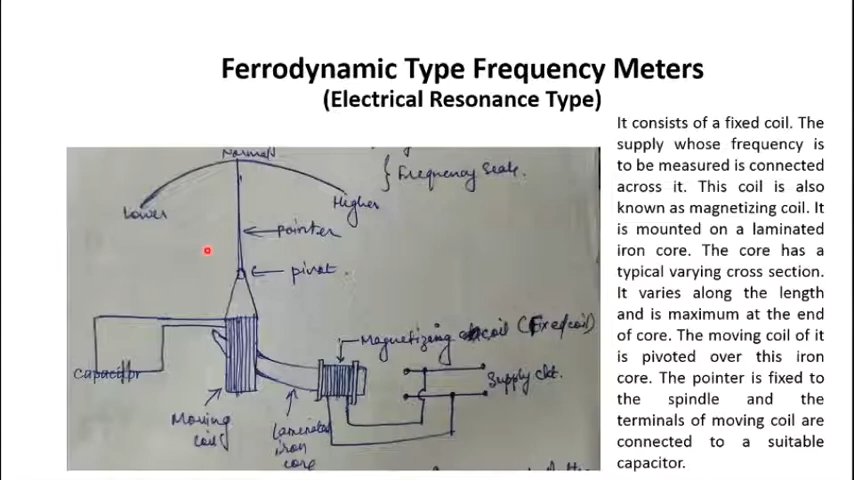 Ferrodynamic Type Frequency Meters
(Electrical Resonance Type)
It consists of a fixed coil. The
supply whose frequency is
to be measured is connected
across it. This coil is also
known as magnetizing coil. It
is mounted on a laminated
iron core. The core has a
typical varying cross section.
It varies along the length
and is maximum at the end
of core. The moving coil of it
is pivoted over this iron
core. The pointer is fixed to
the spindle and the
terminals of moving coil are
connected to a suitable
capacitor.
Normal
} Frequency Scale.
Lower
Higher
pointer
pivot.
Magnetizing coil (Fixed coil)
Capacitor
Supply ckt.
Moving
coil
laminated
iron
core